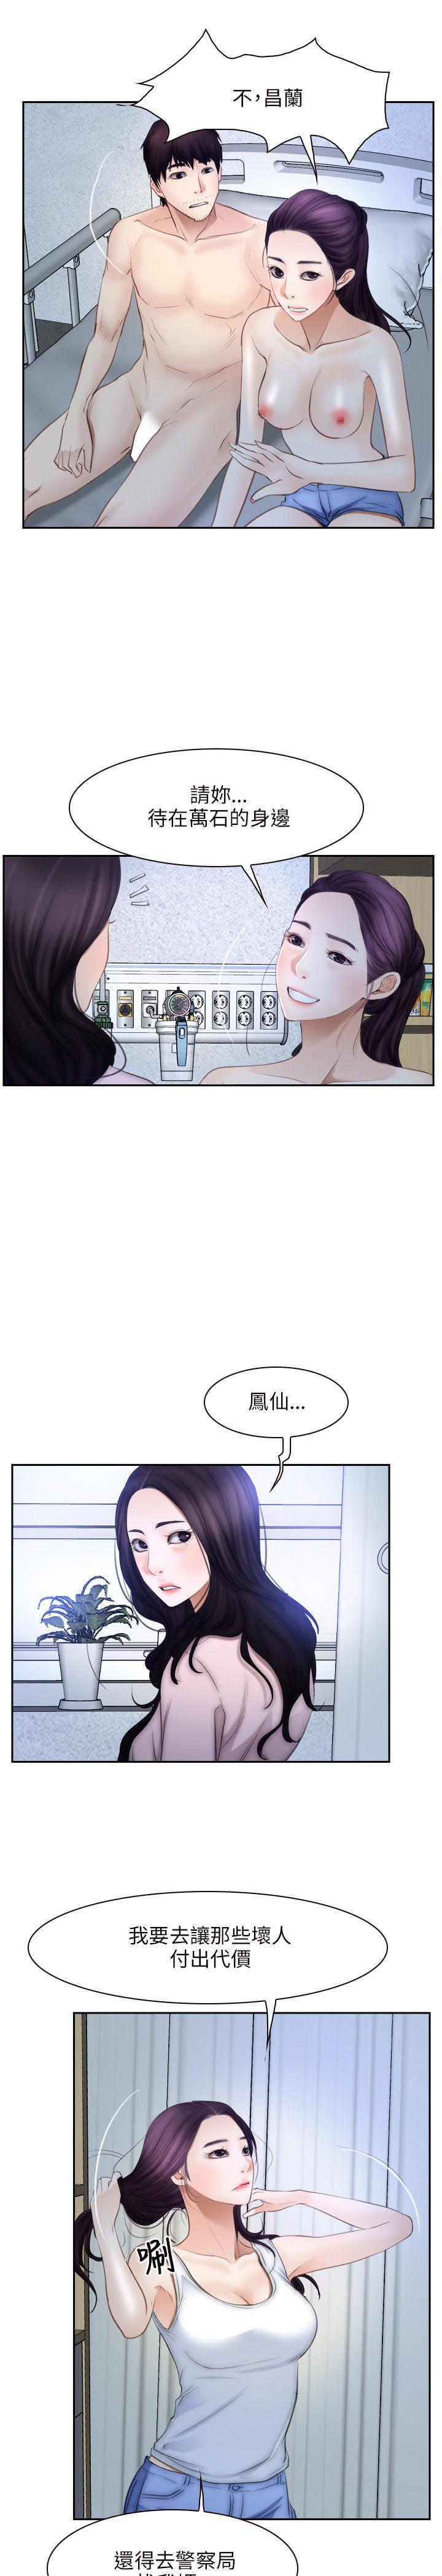 不，昌蘭
請妳…
待在萬石的身邊
鳳仙…
我要去讓那些壞人
付出代價
唰
還得去警察局